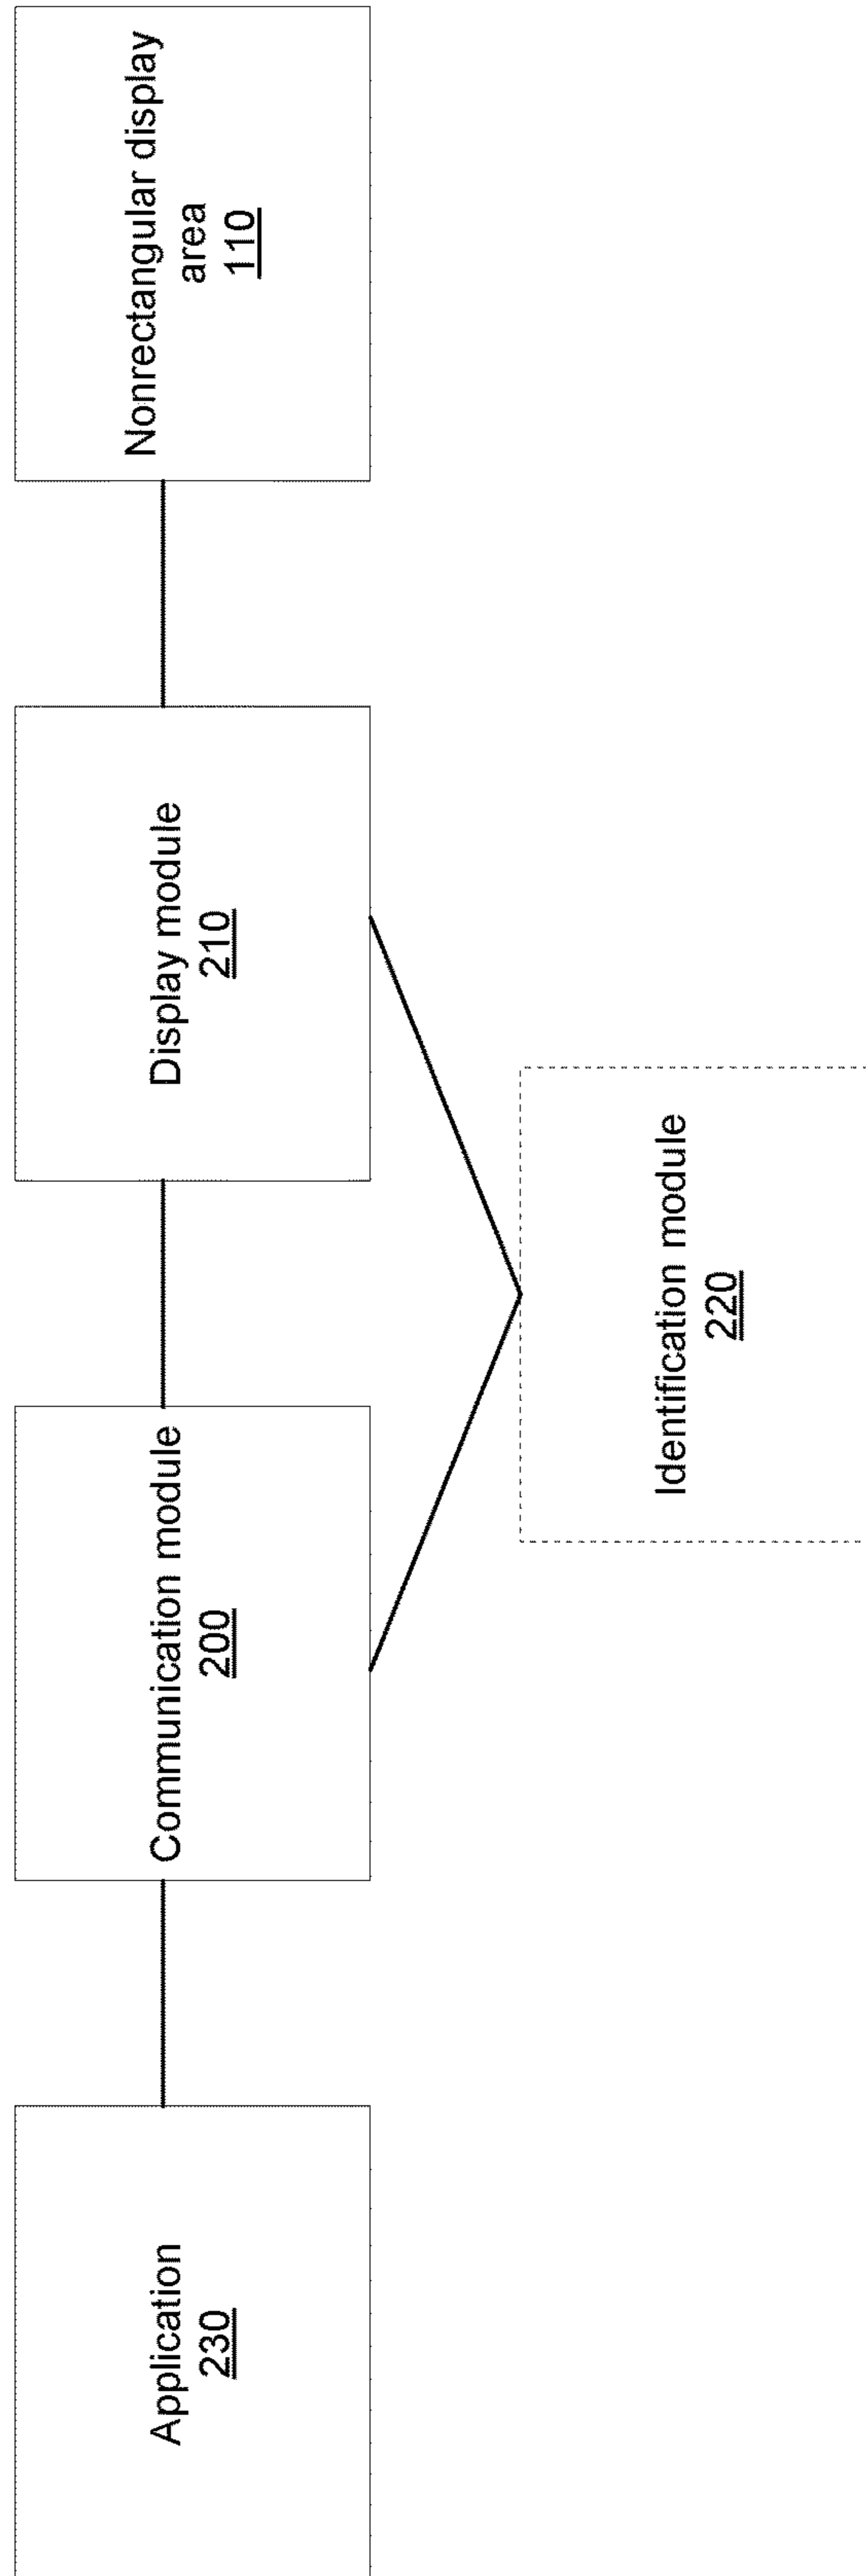 Application
230
Communication module
200
Display module
210
Nonrectangular display
area
110
Identification module
220